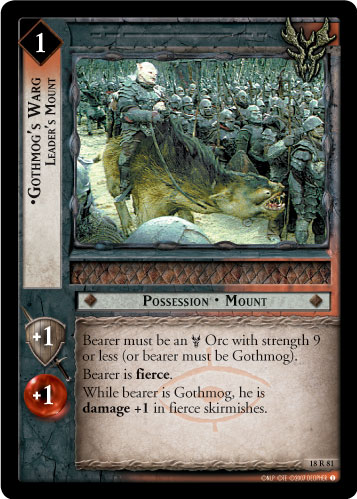 1
•Gothmog's Warg
Leader's Mount
Possession • Mount
+1
+1
Bearer must be an Orc with strength 9
or less (or bearer must be Gothmog).
Bearer is fierce.
While bearer is Gothmog, he is
damage +1 in fierce skirmishes.
18 R 81